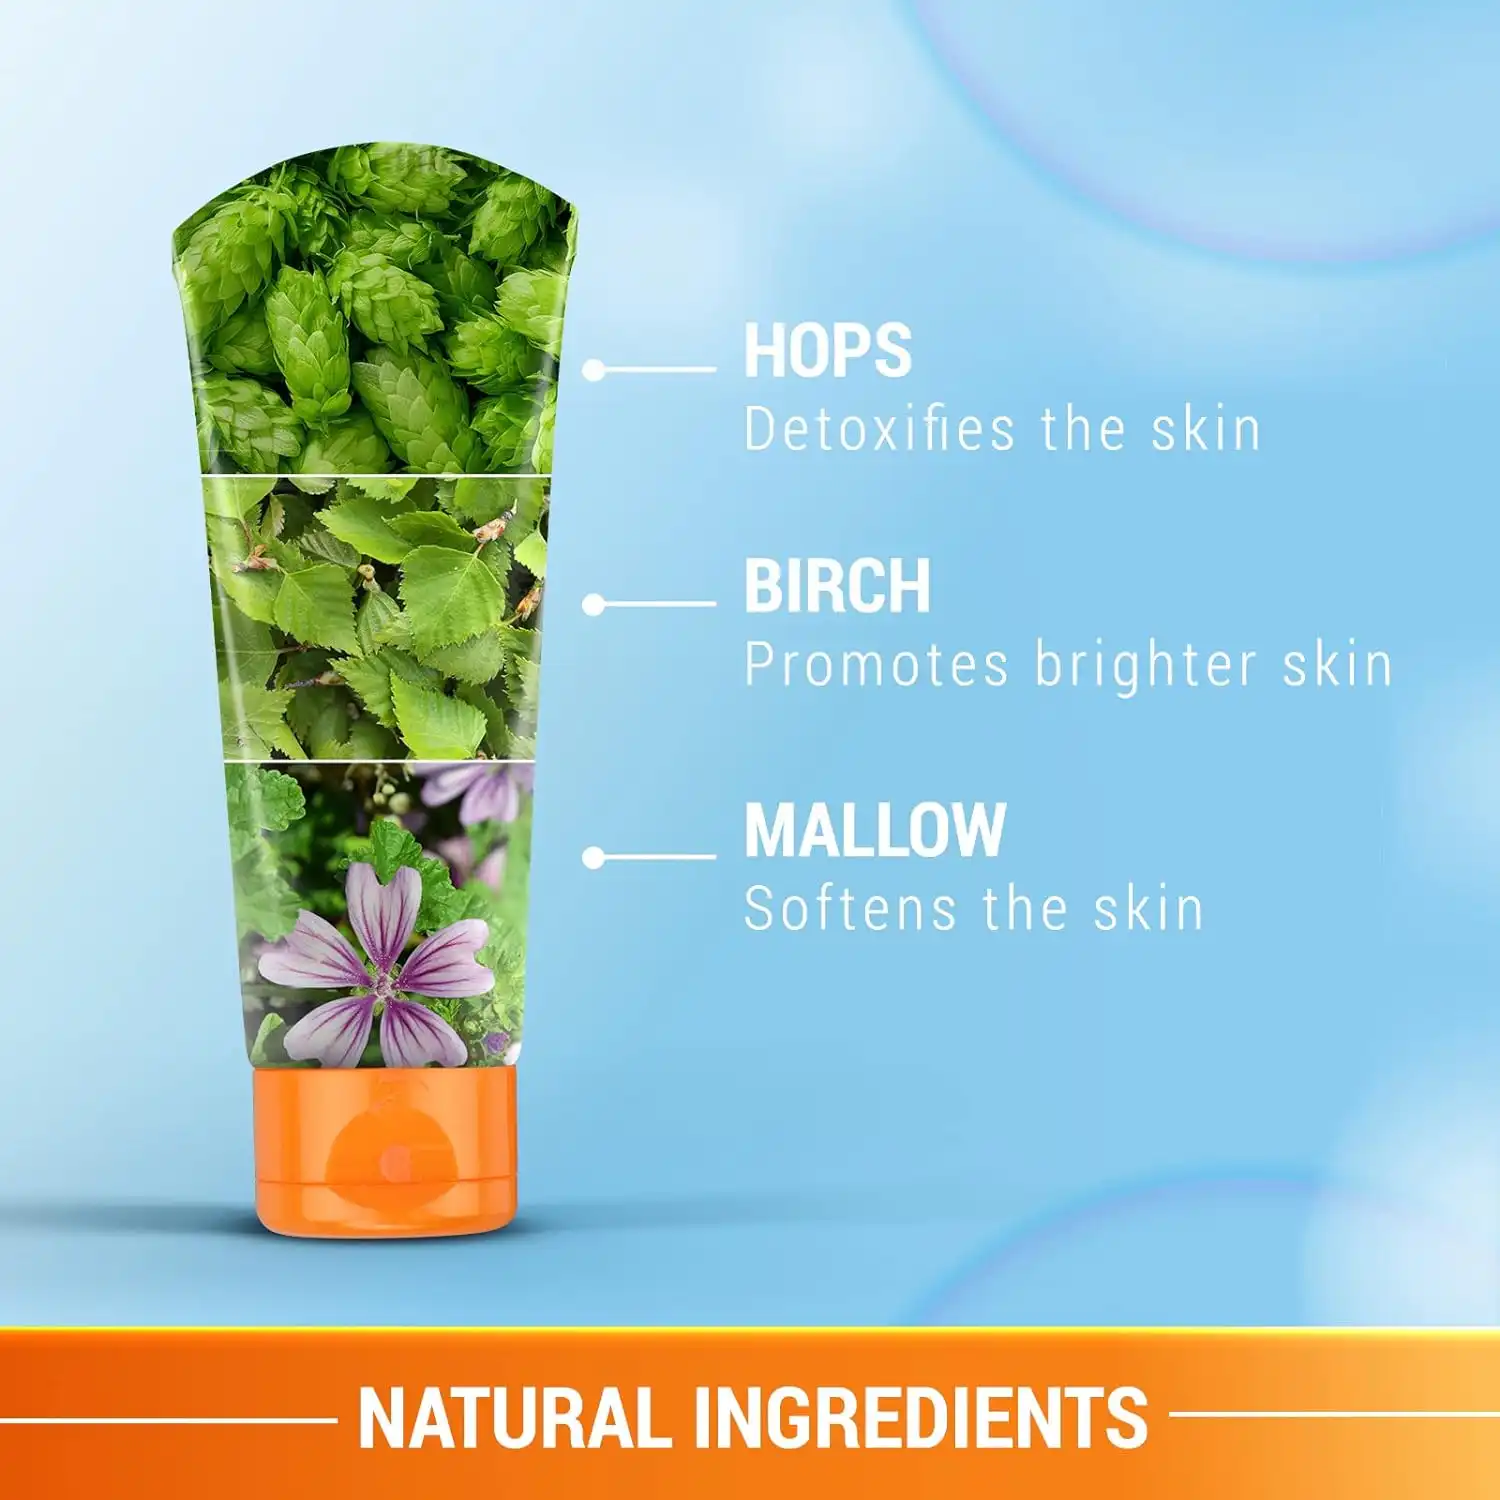 HOPS
Detoxifies the skin
BIRCH
Promotes brighter skin
MALLOW
Softens the skin
NATURAL INGREDIENTS